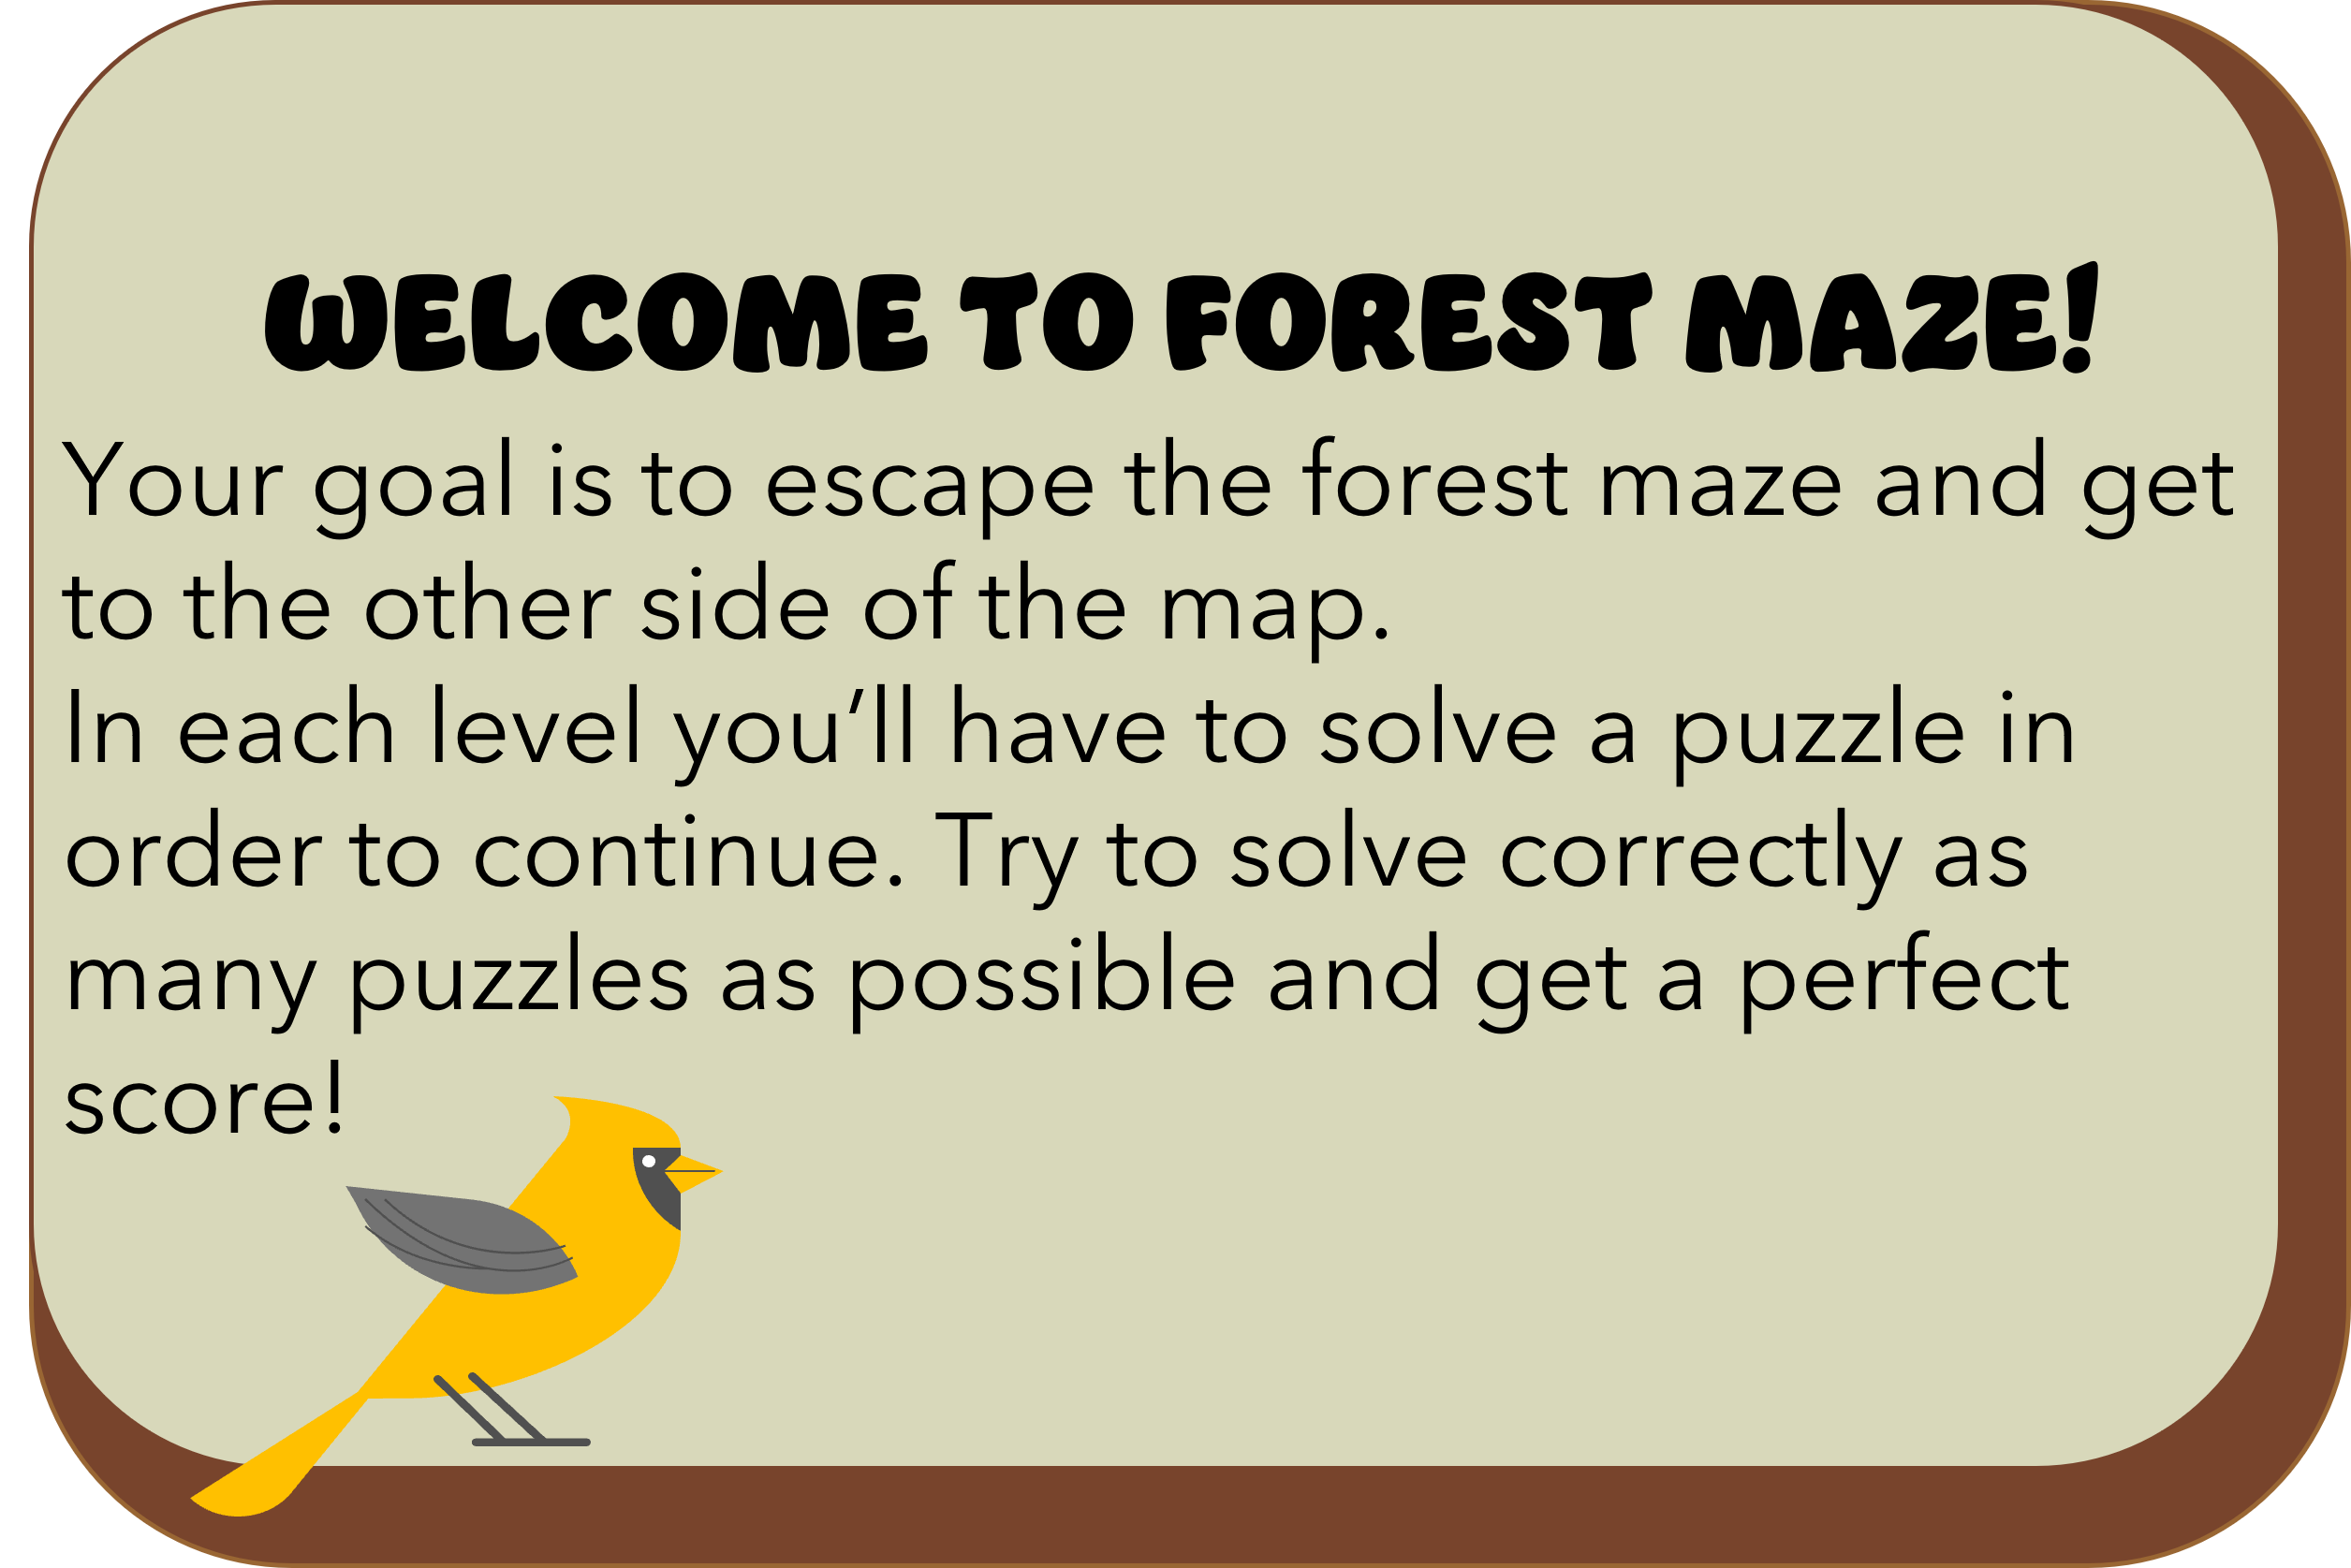 WELCOME TO FOREST MAZE!
Your goal is to escape the forest maze and get
to the other side of the map.
In each level you‘ll have to solve a puzzle in
order to continue. Try to solve correctly as
many puzzles as possible and get a perfect
score!